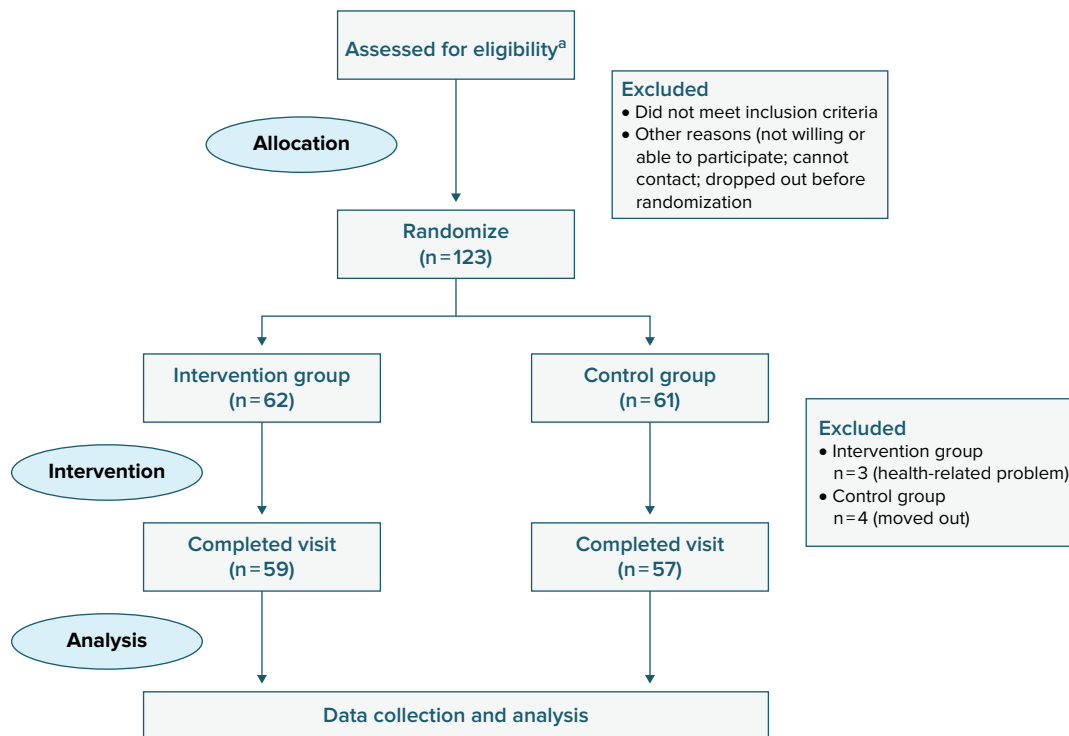 Assessed for eligibilityᵃ
Excluded
• Did not meet inclusion criteria
• Other reasons (not willing or
able to participate; cannot
contact; dropped out before
randomization
Allocation
Randomize
(n=123)
Intervention group
(n=62)
Control group
(n=61)
Excluded
• Intervention group
n=3 (health-related problem)
• Control group
n=4 (moved out)
Intervention
Completed visit
(n=59)
Completed visit
(n=57)
Analysis
Data collection and analysis